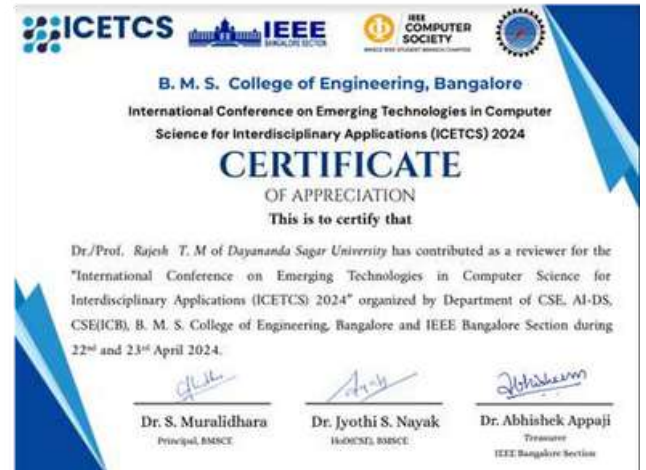 ICETCS IEEE IEEE
BANGALORE SECTION COMPUTER
SOCIETY
B. M. S. College of Engineering, Bangalore
International Conference on Emerging Technologies in Computer
Science for Interdisciplinary Applications (ICETCS) 2024
CERTIFICATE
OF APPRECIATION
This is to certify that
Dr./Prof. Rajesh T. M of Dayananda Sagar University has contributed as a reviewer for the
"International Conference on Emerging Technologies in Computer Science for
Interdisciplinary Applications (ICETCS) 2024" organized by Department of CSE, AI-DS,
CSE(ICB), B. M. S. College of Engineering, Bangalore and IEEE Bangalore Section during
22nd and 23rd April 2024.
Dr. S. Muralidhara Dr. Jyothi S. Nayak Dr. Abhishek Appaji
Principal, BMSCE HoD(CSE), BMSCE Treasurer
IEEE Bangalore Section